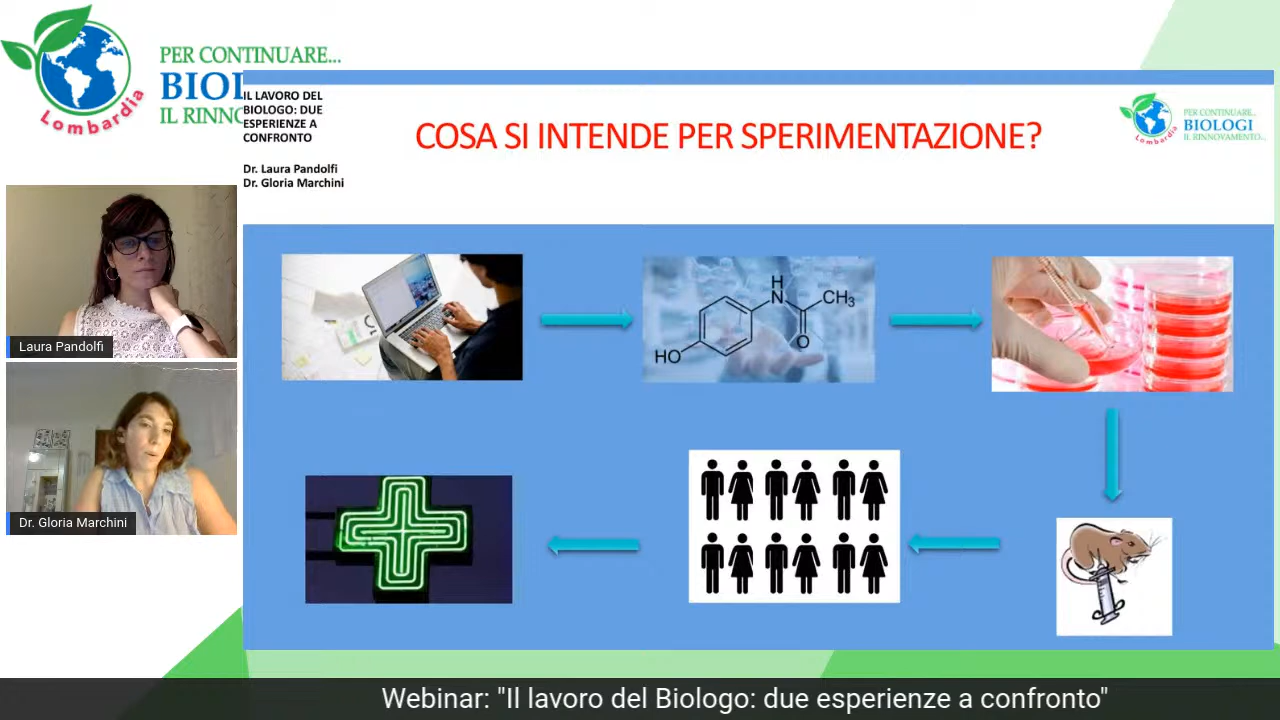 PER CONTINUARE...
BIOL
IL RINNO
Lombardia
IL LAVORO DEL
BIOLOGO: DUE
ESPERIENZE A
CONFRONTO
Dr. Laura Pandolfi
Dr. Gloria Marchini
COSA SI INTENDE PER SPERIMENTAZIONE?
PER CONTINUARE...
BIOLOGI
IL RINNOVAMENTO...
Lombardia
Laura Pandolfi
Dr. Gloria Marchini
H
N
CH3
O
HO
Webinar: "Il lavoro del Biologo: due esperienze a confronto"